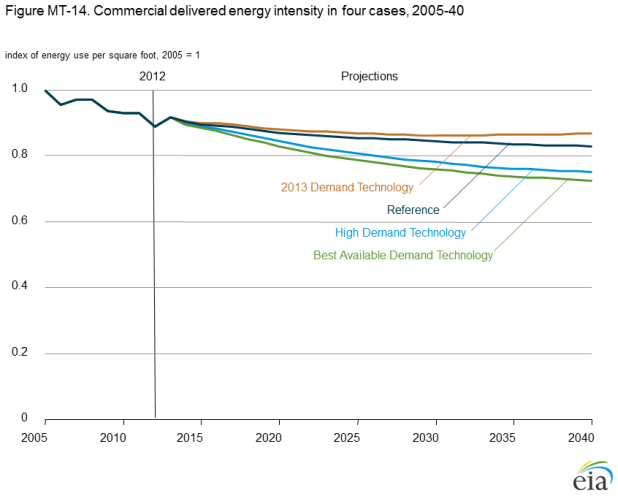 Figure MT-14. Commercial delivered energy intensity in four cases, 2005-40
index of energy use per square foot, 2005 = 1
2012 Projections
1.0
0.8
2013 Demand Technology
Reference
0.6
High Demand Technology
Best Available Demand Technology
0.4
0.2
0
2005 2010 2015 2020 2025 2030 2035 2040
eia